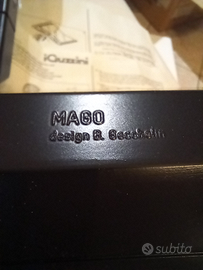 iGuzzini
MAGO
design B. Gecchelin
subito